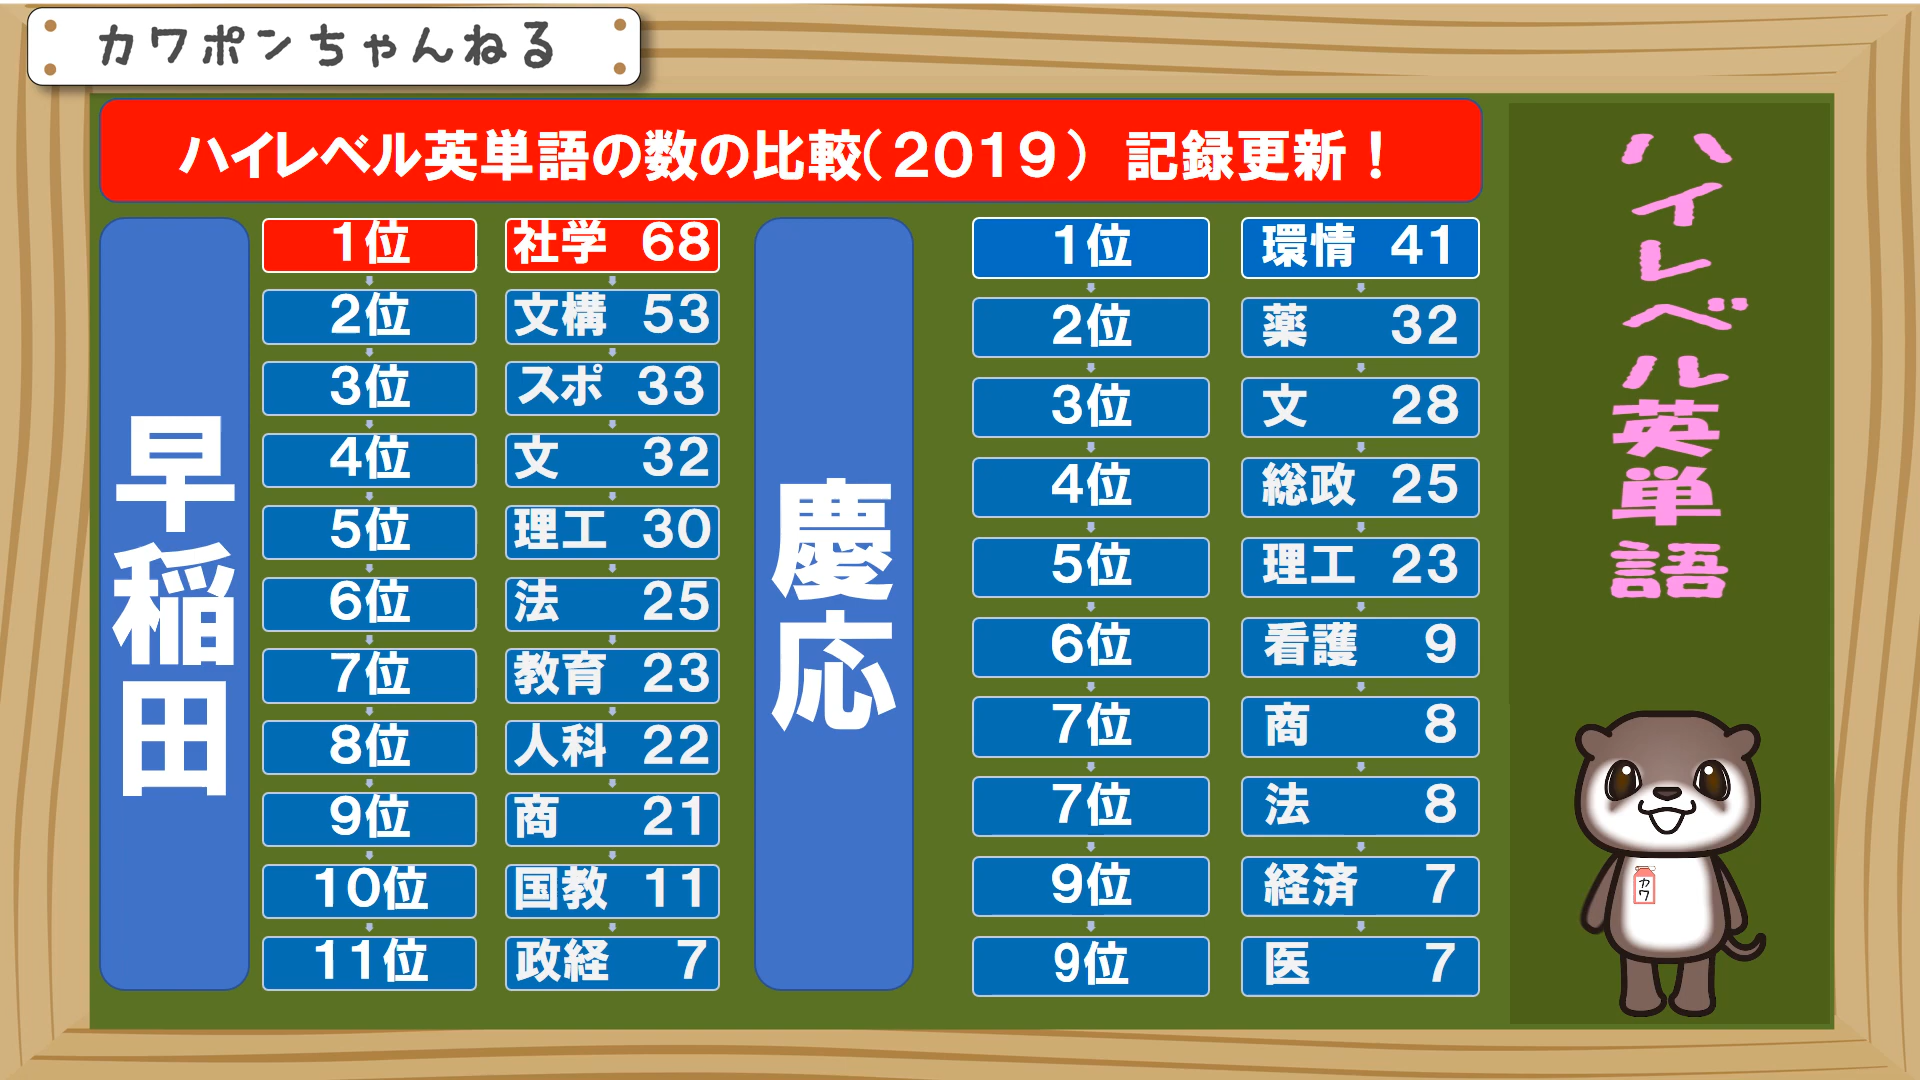 カワポンちゃんねる
ハイレベル英単語の数の比較（２０１９） 記録更新！
早稲田
1位 社学 68
2位 文構 53
3位 スポ 33
4位 文 32
5位 理工 30
6位 法 25
7位 教育 23
8位 人科 22
9位 商 21
10位 国教 11
11位 政経 7
慶応
1位 環情 41
2位 薬 32
3位 文 28
4位 総政 25
5位 理工 23
6位 看護 9
7位 商 8
7位 法 8
9位 経済 7
9位 医 7
ハイレベル英単語
カワ